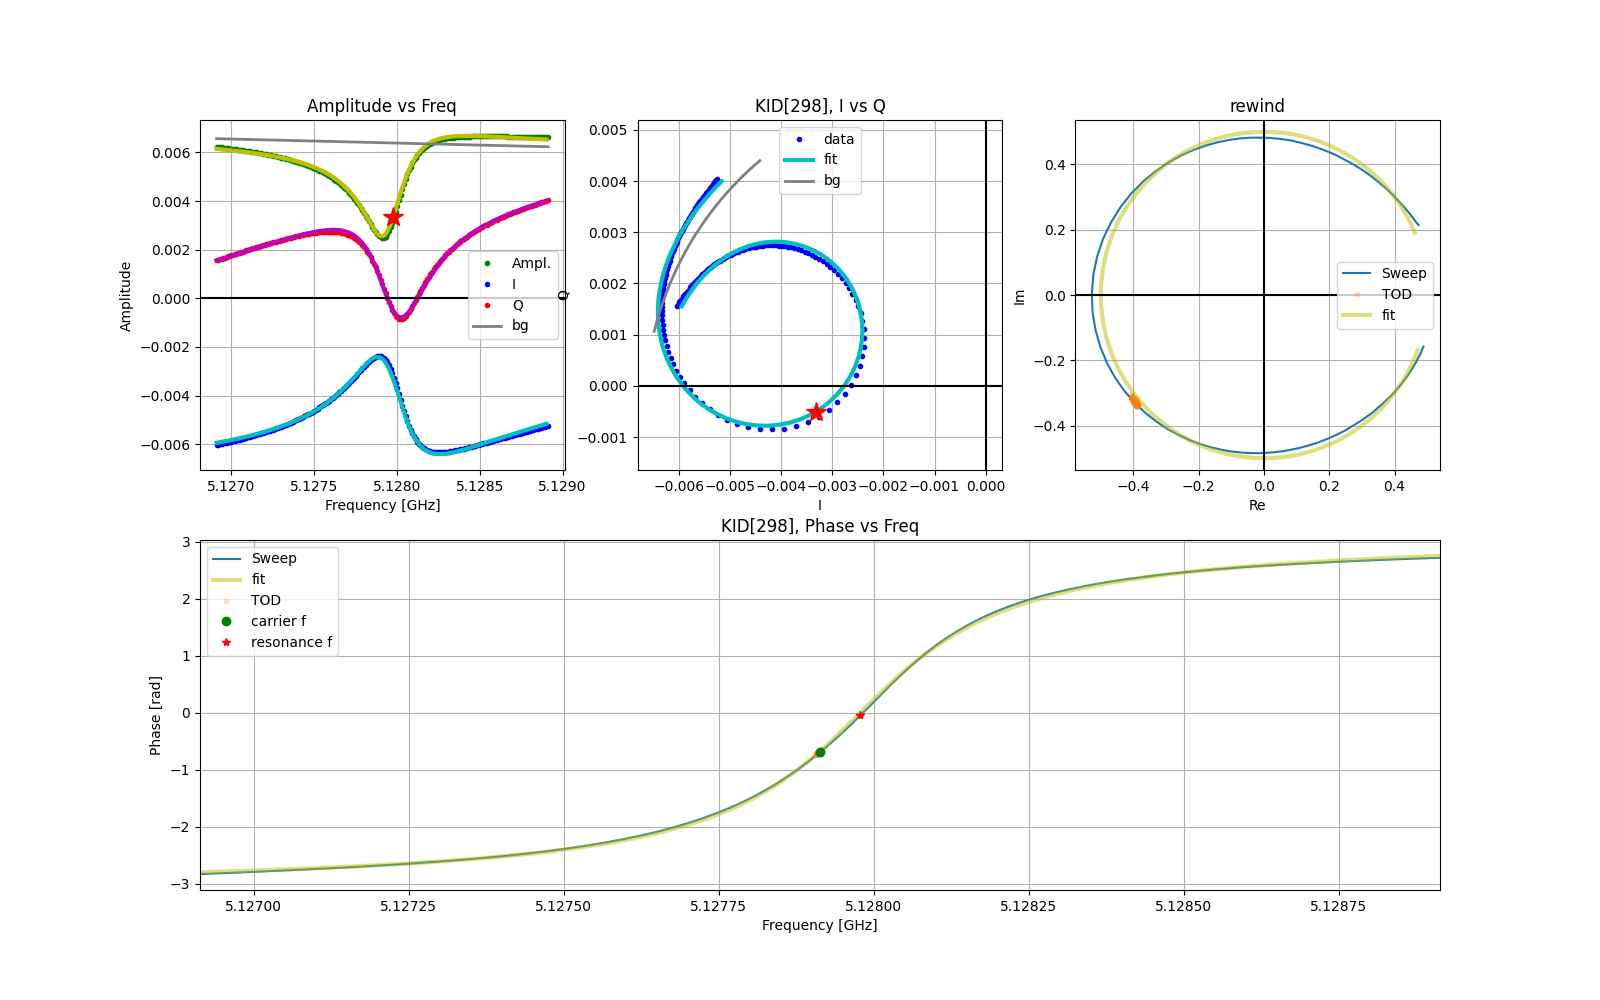 Amplitude vs Freq
Amplitude
0.006
0.004
0.002
0.000
−0.002
−0.004
−0.006
5.1270 5.1275 5.1280 5.1285 5.1290
Frequency [GHz]
Ampl.
I
Q
bg
KID[298], I vs Q
Q
0.005
0.004
0.003
0.002
0.001
0.000
−0.001
−0.006 −0.005 −0.004 −0.003 −0.002 −0.001 0.000
I
data
fit
bg
rewind
Im
0.4
0.2
0.0
−0.2
−0.4
−0.4 −0.2 0.0 0.2 0.4
Re
Sweep
TOD
fit
KID[298], Phase vs Freq
Phase [rad]
3
2
1
0
−1
−2
−3
5.12700 5.12725 5.12750 5.12775 5.12800 5.12825 5.12850 5.12875
Frequency [GHz]
Sweep
fit
TOD
carrier f
resonance f